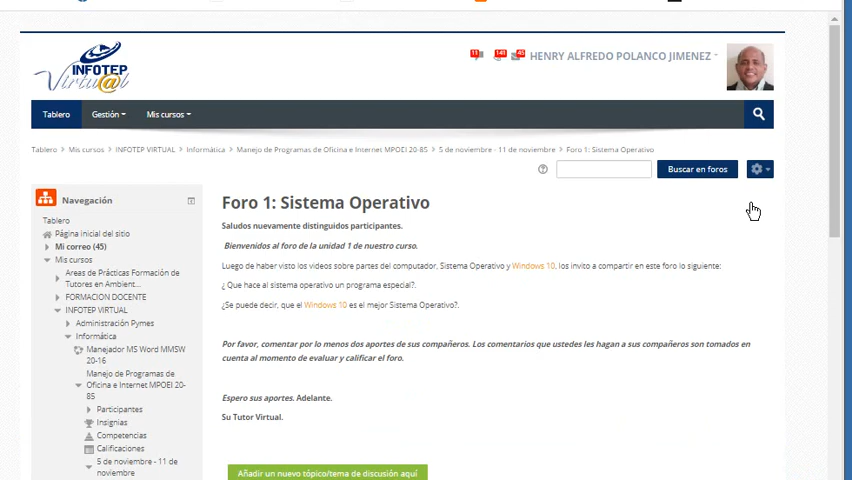 INFOTEP
Virtu@l
11 141 45 HENRY ALFREDO POLANCO JIMENEZ
Tablero Gestión Mis cursos
Tablero > Mis cursos > INFOTEP VIRTUAL > Informática > Manejo de Programas de Oficina e Internet MPOEI 20-85 > 5 de noviembre - 11 de noviembre > Foro 1: Sistema Operativo
Buscar en foros
Navegación
Tablero
Página inicial del sitio
Mi correo (45)
Mis cursos
Areas de Prácticas Formación de
Tutores en Ambient...
FORMACION DOCENTE
INFOTEP VIRTUAL
Administración Pymes
Informática
Manejador MS Word MMSW
20-16
Manejo de Programas de
Oficina e Internet MPOEI 20-
85
Participantes
Insignias
Competencias
Calificaciones
5 de noviembre - 11 de
noviembre
Foro 1: Sistema Operativo
Saludos nuevamente distinguidos participantes.
Bienvenidos al foro de la unidad 1 de nuestro curso.
Luego de haber visto los videos sobre partes del computador, Sistema Operativo y Windows 10, los invito a compartir en este foro lo siguiente:
¿ Que hace al sistema operativo un programa especial?.
¿Se puede decir, que el Windows 10 es el mejor Sistema Operativo?.
Por favor, comentar por lo menos dos aportes de sus compañeros. Los comentarios que ustedes les hagan a sus compañeros son tomados en
cuenta al momento de evaluar y calificar el foro.
Espero sus aportes. Adelante.
Su Tutor Virtual.
Añadir un nuevo tópico/tema de discusión aquí